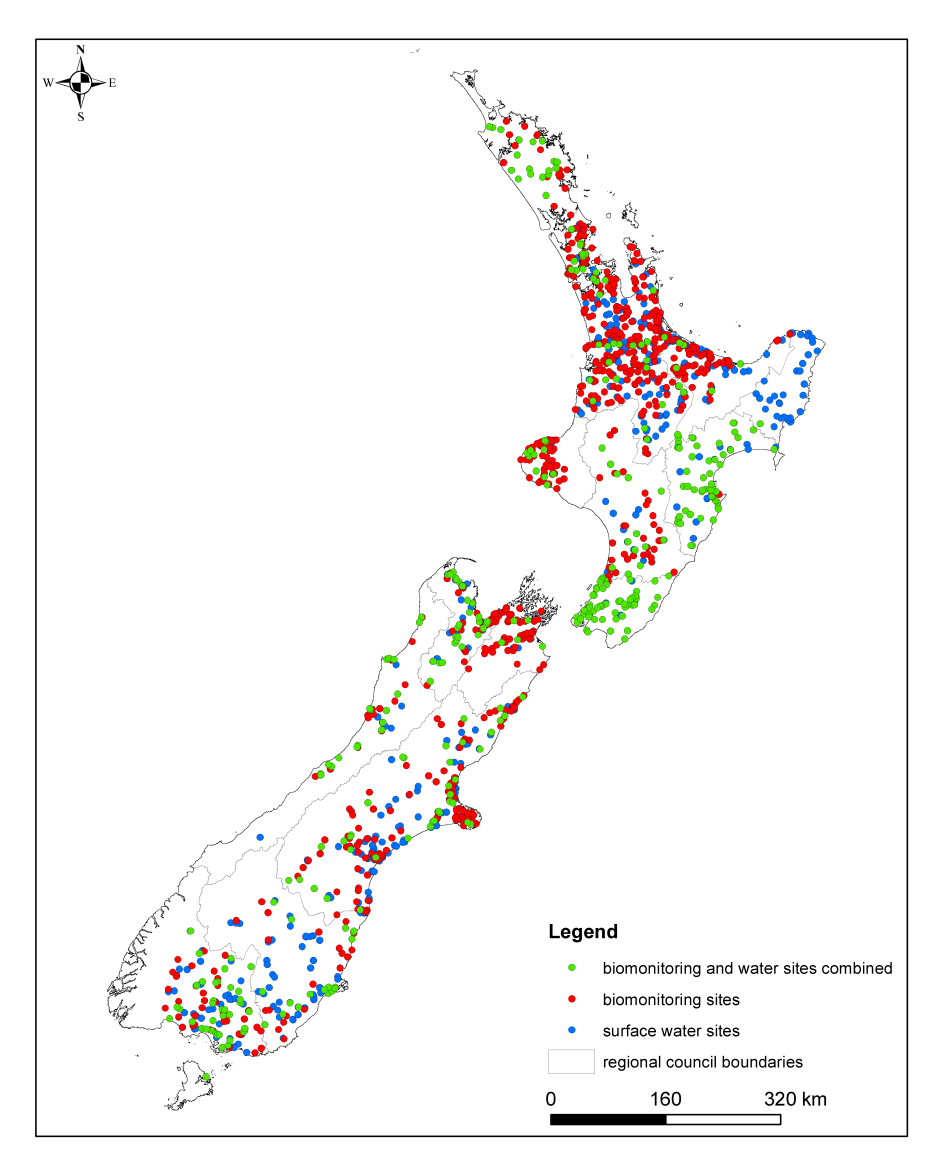 N
W E
S
Legend
biomonitoring and water sites combined
biomonitoring sites
surface water sites
regional council boundaries
0 160 320 km